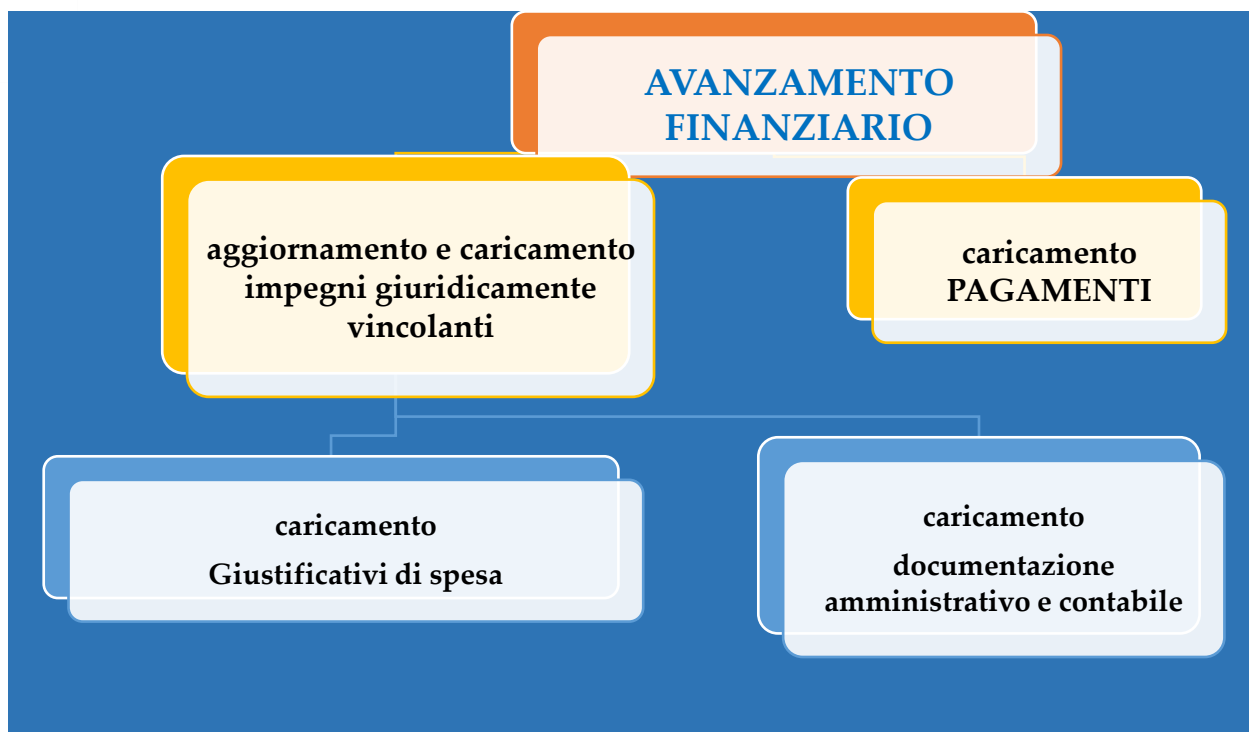 AVANZAMENTO
FINANZIARIO
aggiornamento e caricamento
impegni giuridicamente
vincolanti
caricamento
PAGAMENTI
caricamento
Giustificativi di spesa
caricamento
documentazione
amministrativo e contabile